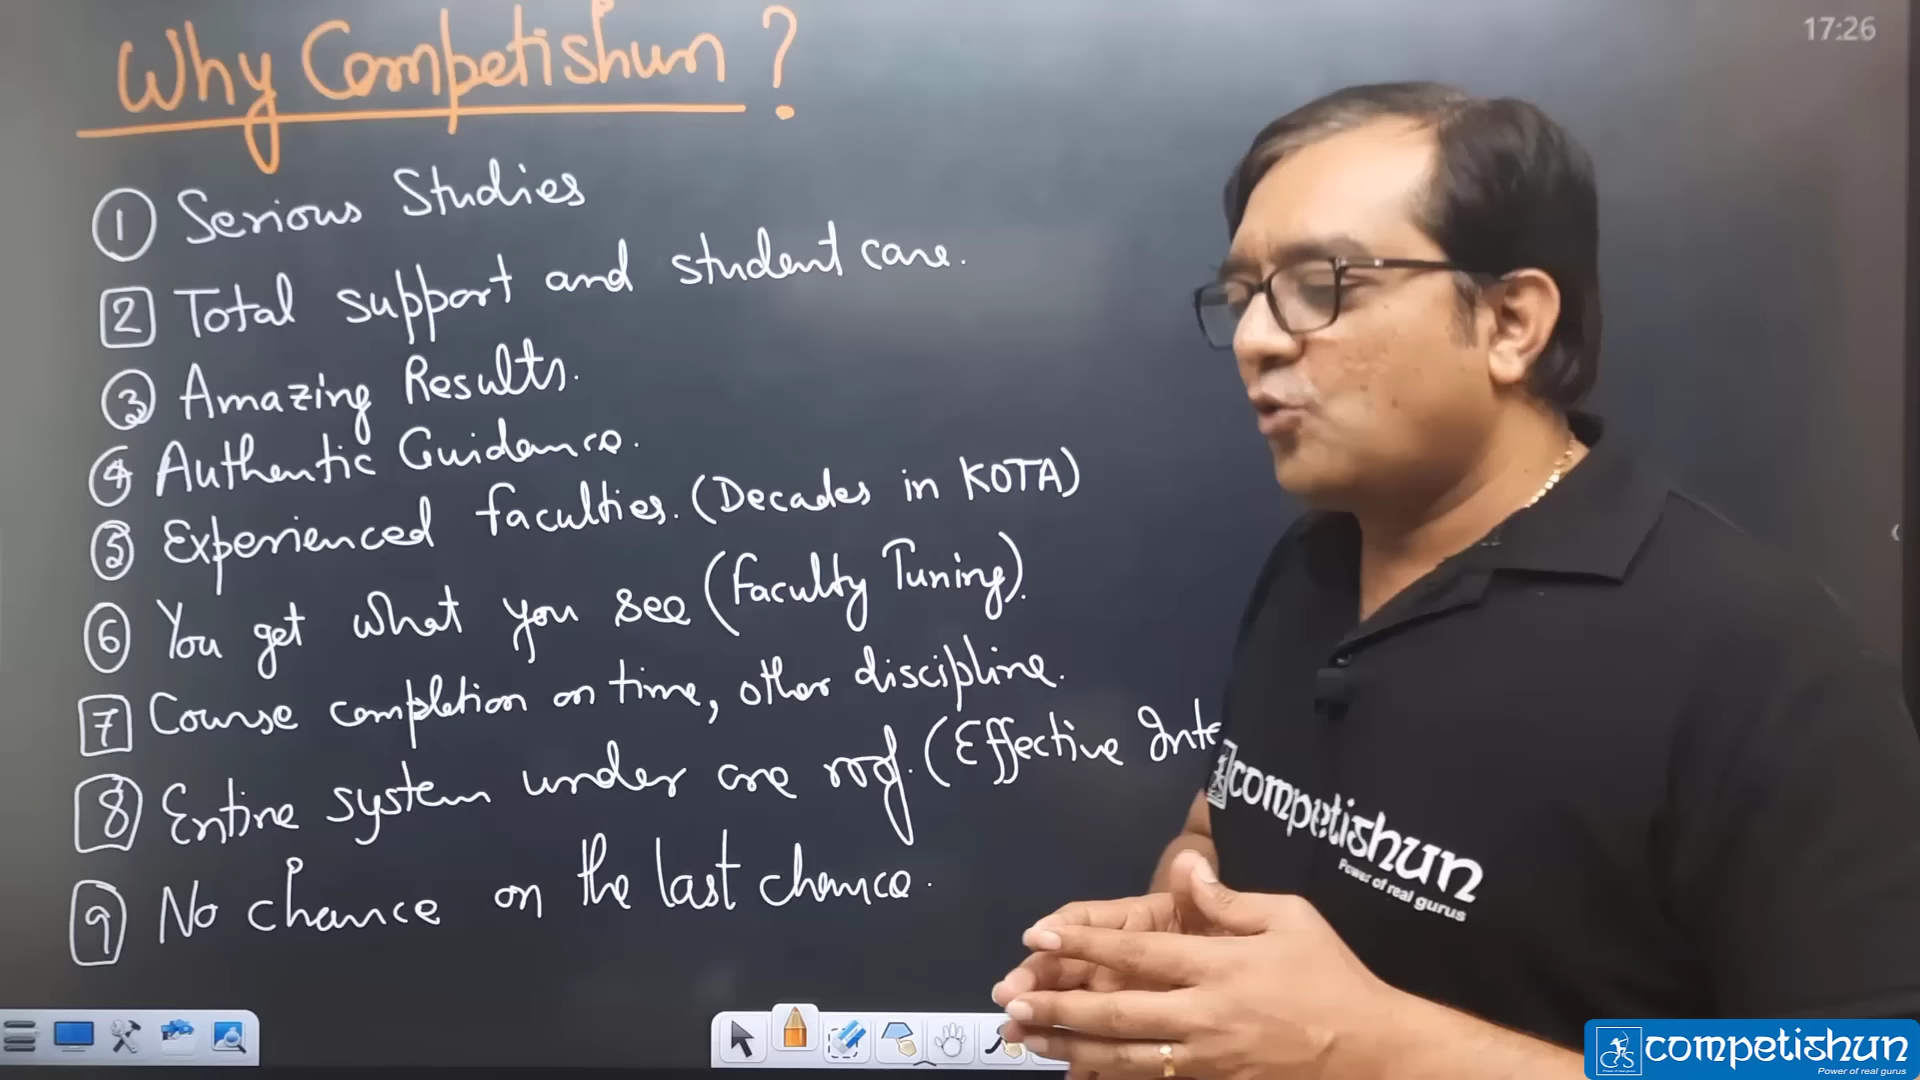 17:26
Why Competishun ?
1 Serious Studies
2 Total support and student care.
3 Amazing Results.
4 Authentic Guidance.
5 Experienced faculties. (Decades in KOTA)
6 You get what you see (Faculty Tuning).
7 Course completion on time, other discipline.
8 Entire system under one roof. (Effective Inte
9 No chance on the last chance.
competishun
Power of real gurus
competishun
Power of real gurus